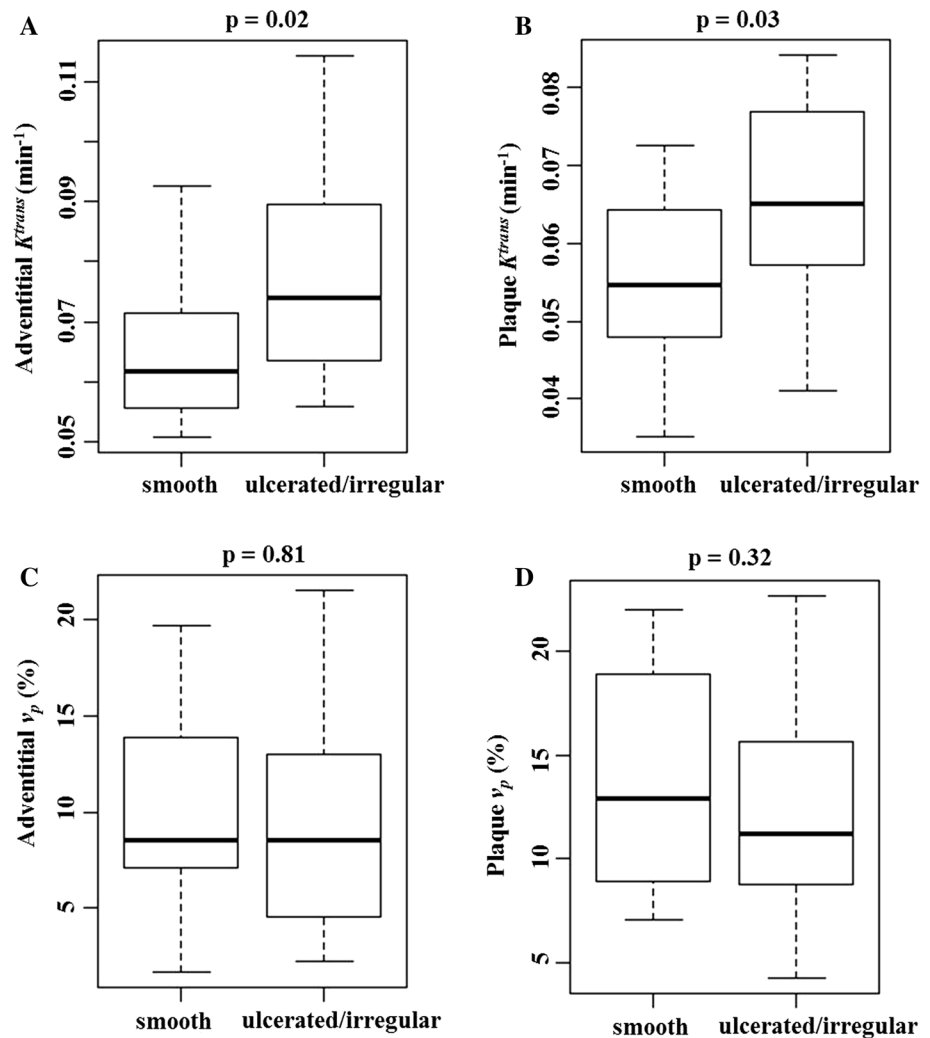 A
p = 0.02
Adventitial Kᵗʳᵃⁿˢ (min⁻¹)
0.11
0.09
0.07
0.05
smooth
ulcerated/irregular
B
p = 0.03
Plaque Kᵗʳᵃⁿˢ (min⁻¹)
0.08
0.07
0.06
0.05
0.04
smooth
ulcerated/irregular
C
p = 0.81
Adventitial vₚ (%)
20
15
10
5
smooth
ulcerated/irregular
D
p = 0.32
Plaque vₚ (%)
20
15
10
5
smooth
ulcerated/irregular